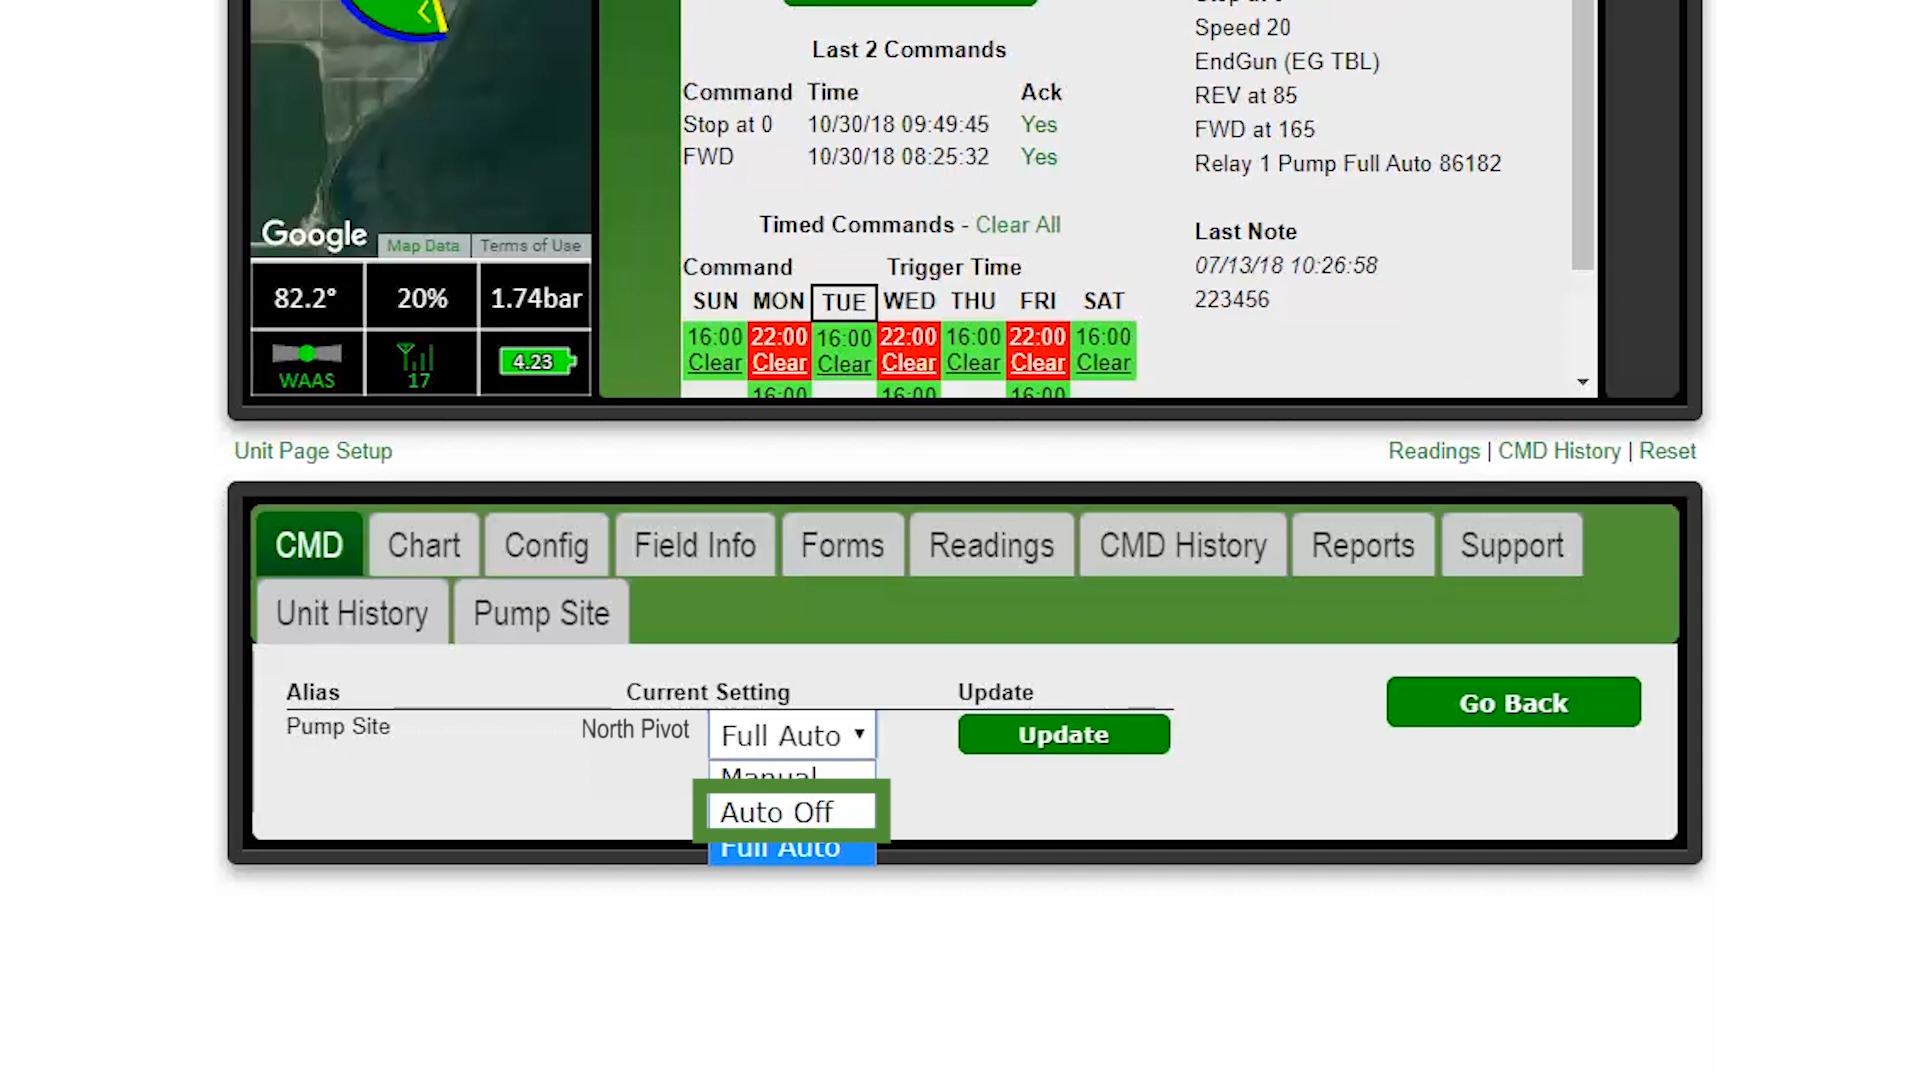 Speed 20
EndGun (EG TBL)
REV at 85
FWD at 165
Relay 1 Pump Full Auto 86182
Last Note
07/13/18 10:26:58
223456
Last 2 Commands
Command Time Ack
Stop at 0 10/30/18 09:49:45 Yes
FWD 10/30/18 08:25:32 Yes
Timed Commands - Clear All
Command Trigger Time
SUN MON TUE WED THU FRI SAT
16:00 22:00 16:00 22:00 16:00 22:00 16:00
Clear Clear Clear Clear Clear Clear Clear
16:00 16:00 16:00
Google Map Data Terms of Use
82.2° 20% 1.74bar
WAAS 17 4.23
Unit Page Setup
Readings | CMD History | Reset
CMD Chart Config Field Info Forms Readings CMD History Reports Support
Unit History Pump Site
Alias Current Setting Update
Pump Site North Pivot Full Auto Update
Go Back
Manual
Auto Off
Full Auto